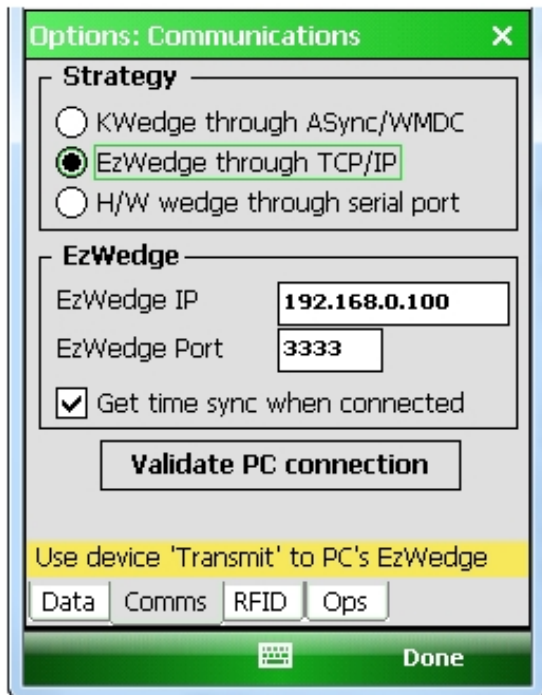 Options: Communications
Strategy
KWedge through ASync/WMDC
EzWedge through TCP/IP
H/W wedge through serial port
EzWedge
EzWedge IP 192.168.0.100
EzWedge Port 3333
Get time sync when connected
Validate PC connection
Use device 'Transmit' to PC's EzWedge
Data Comms RFID Ops
Done